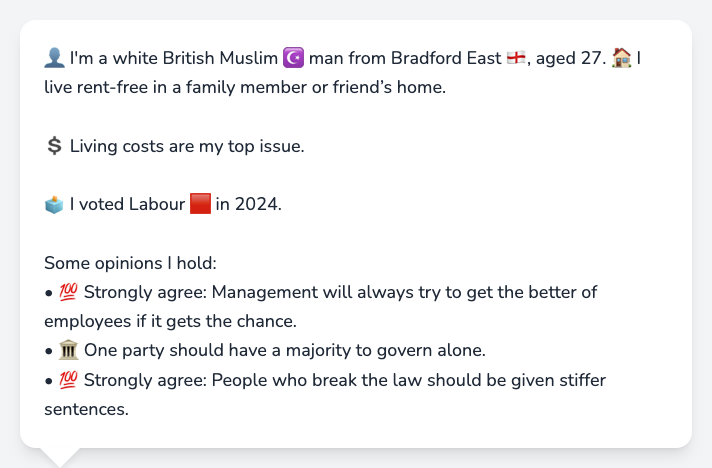 👤 I'm a white British Muslim ☪️ man from Bradford East 🏴󠁧󠁢󠁥󠁮󠁧󠁿, aged 27. 🏠 I
live rent-free in a family member or friend’s home.
💲 Living costs are my top issue.
🗳️ I voted Labour 🟥 in 2024.
Some opinions I hold:
• 💯 Strongly agree: Management will always try to get the better of
employees if it gets the chance.
• 🏛️ One party should have a majority to govern alone.
• 💯 Strongly agree: People who break the law should be given stiffer
sentences.